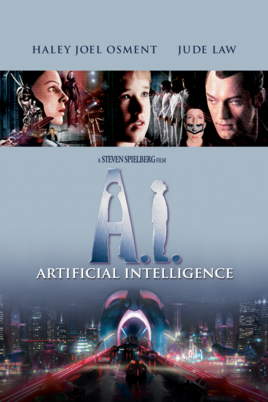 HALEY JOEL OSMENT JUDE LAW
A STEVEN SPIELBERG FILM
A.I.
ARTIFICIAL INTELLIGENCE